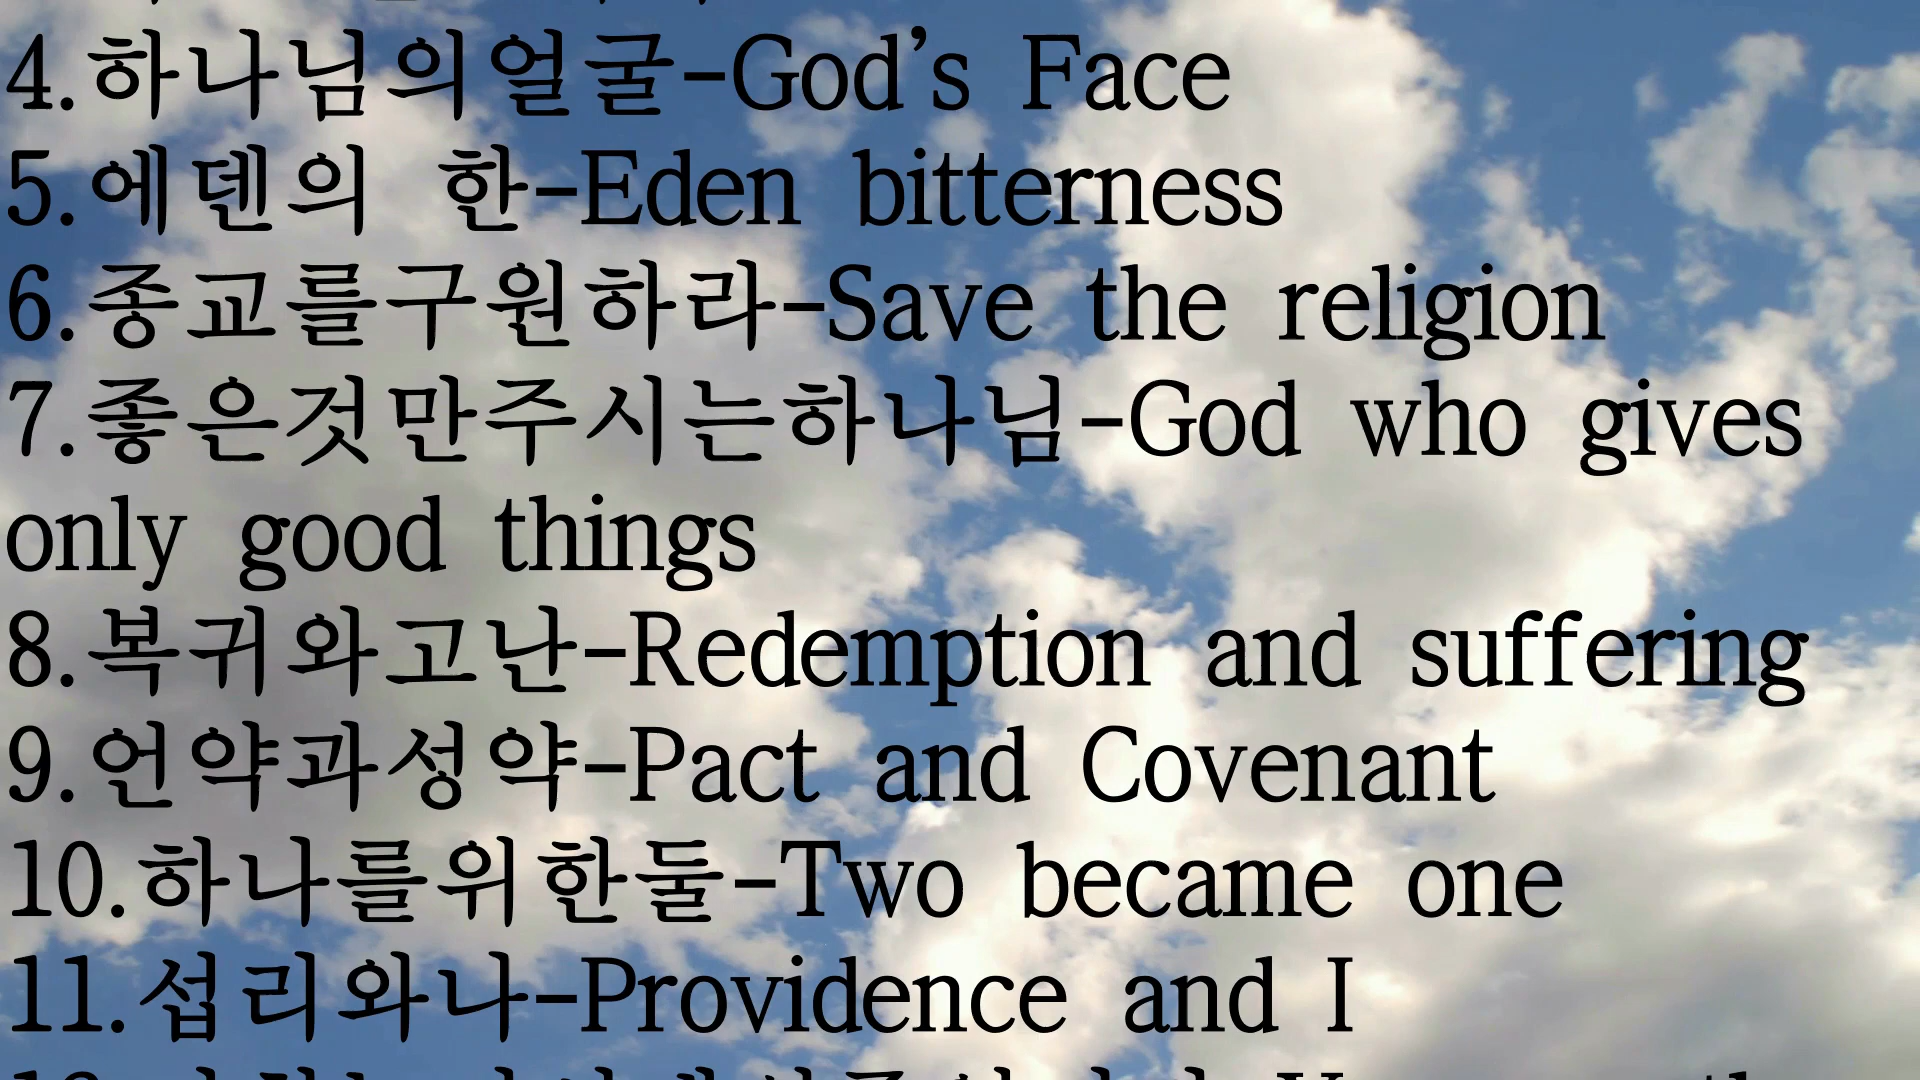 4.하나님의얼굴-God’s Face
5.에덴의 한-Eden bitterness
6.종교를구원하라-Save the religion
7.좋은것만주시는하나님-God who gives
only good things
8.복귀와고난-Redemption and suffering
9.언약과성약-Pact and Covenant
10.하나를위한둘-Two became one
11.섭리와나-Providence and I